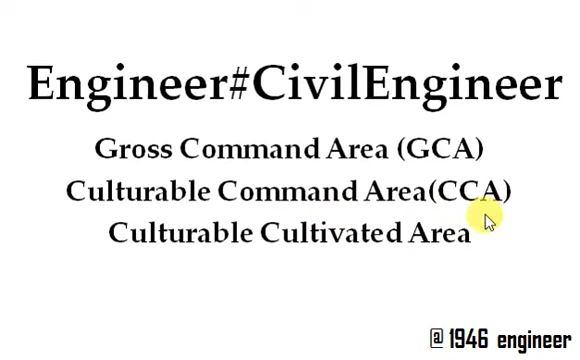 Engineer#CivilEngineer
Gross Command Area (GCA)
Culturable Command Area(CCA)
Culturable Cultivated Area
@ 1946 engineer